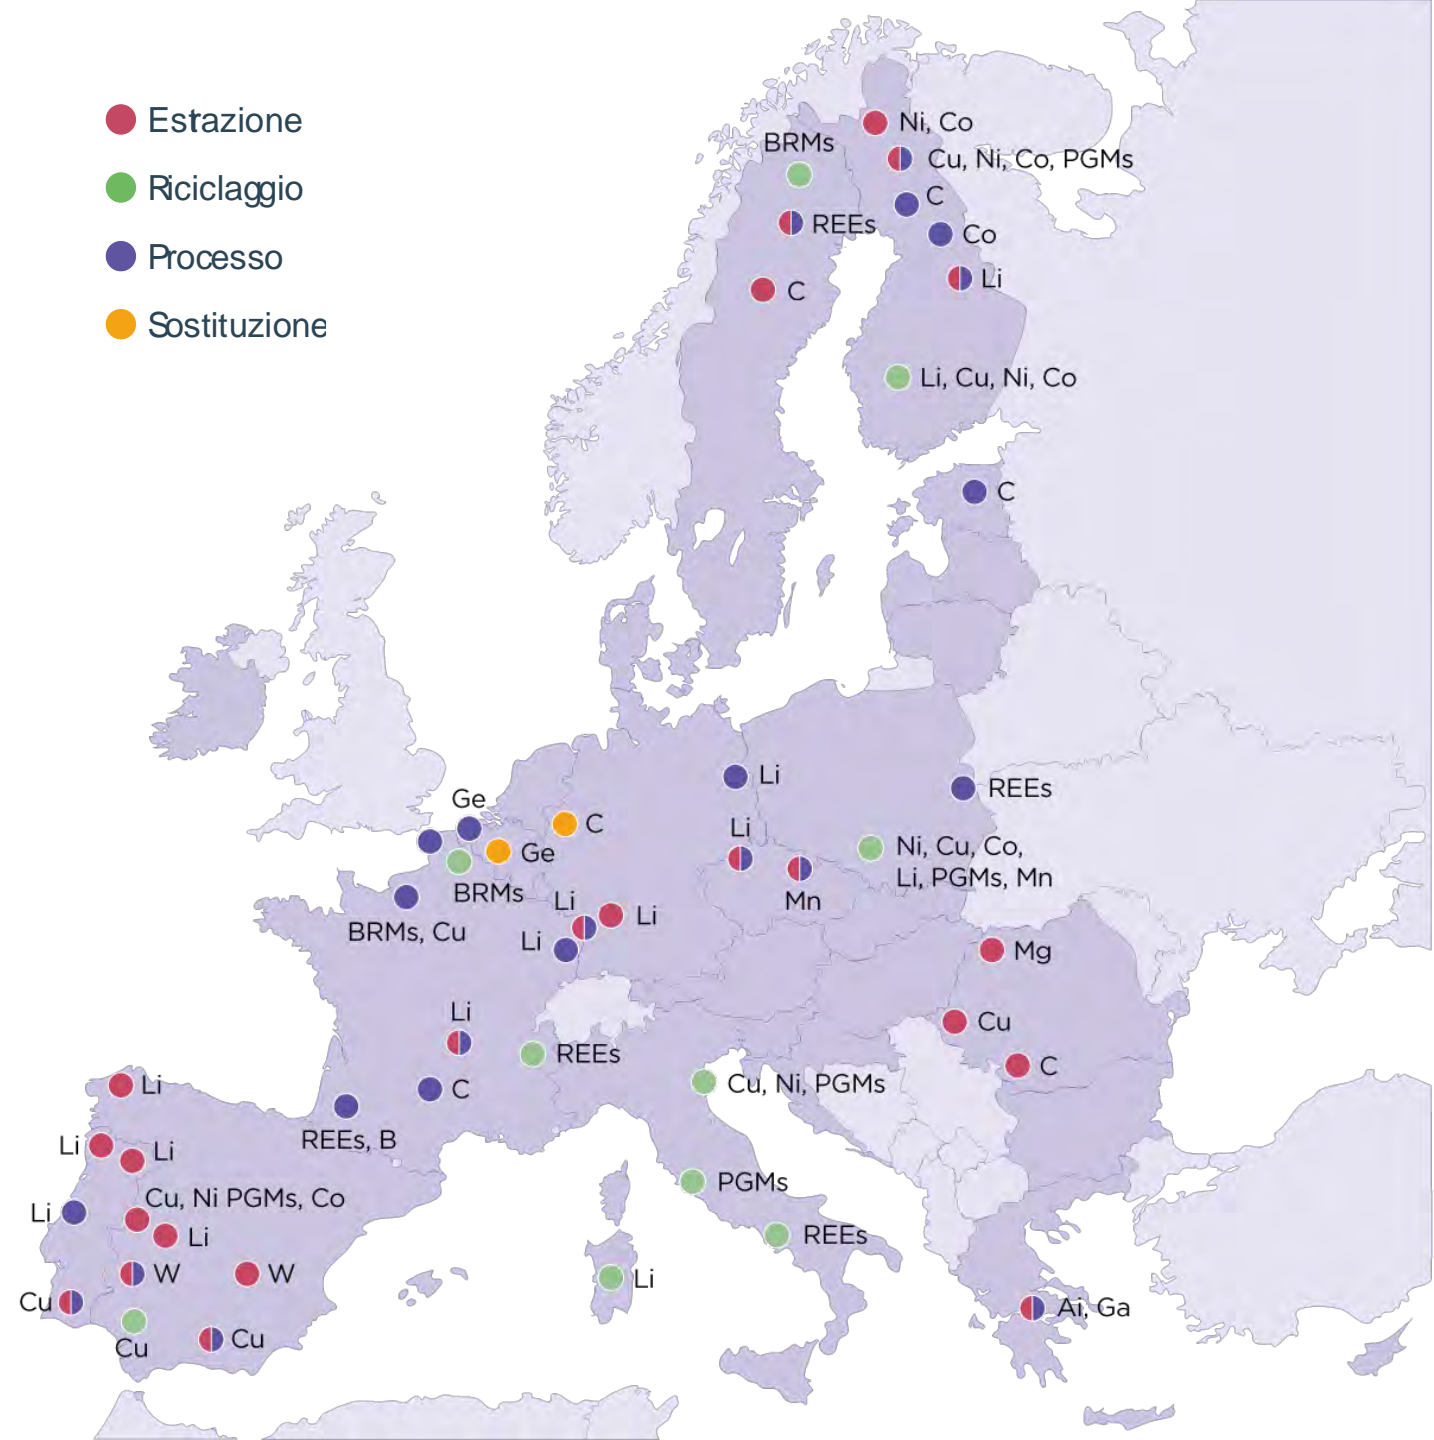 Estrazione
Riciclaggio
Processo
Sostituzione
Ni, Co
BRMs
Cu, Ni, Co, PGMs
C
REEs
Co
Li
C
Li, Cu, Ni, Co
C
Li
REEs
Ge
C
Li
Ge
Ni, Cu, Co,
Li, PGMs, Mn
BRMs
Mn
Li
Li
BRMs, Cu
Li
Mg
Li
Cu
REEs
C
Li
Cu, Ni, PGMs
C
REEs, B
Li
Li
PGMs
Cu, Ni PGMs, Co
Li
Li
REEs
W
W
Li
Cu
Ai, Ga
Cu
Cu